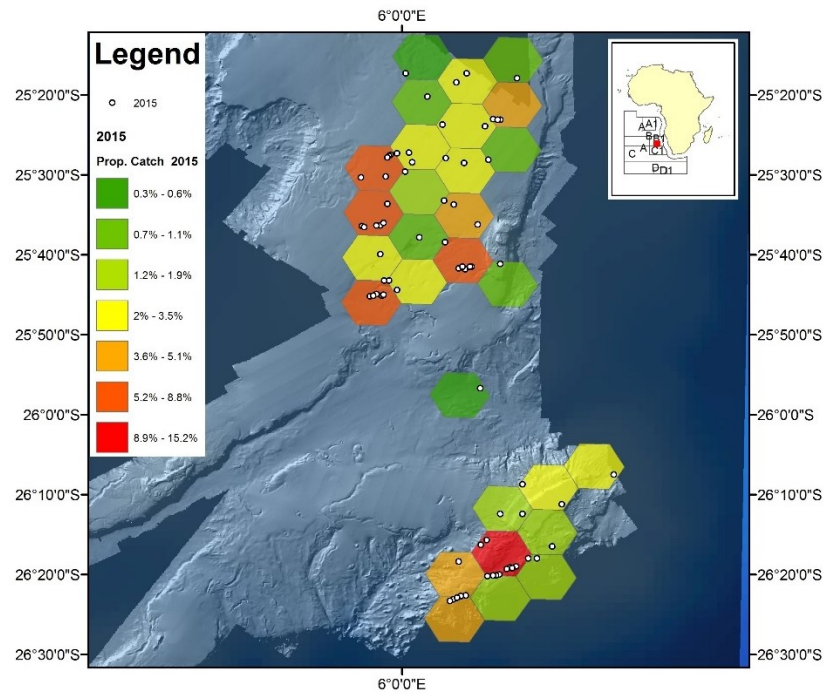 6°0'0"E
Legend
2015
2015
Prop. Catch 2015
0.3% - 0.6%
0.7% - 1.1%
1.2% - 1.9%
2% - 3.5%
3.6% - 5.1%
5.2% - 8.8%
8.9% - 15.2%
25°20'0"S
25°20'0"S
25°30'0"S
25°30'0"S
25°40'0"S
25°40'0"S
25°50'0"S
25°50'0"S
26°0'0"S
26°0'0"S
26°10'0"S
26°10'0"S
26°20'0"S
26°20'0"S
26°30'0"S
26°30'0"S
A
A1
B
A
C
C1
D
D1
6°0'0"E